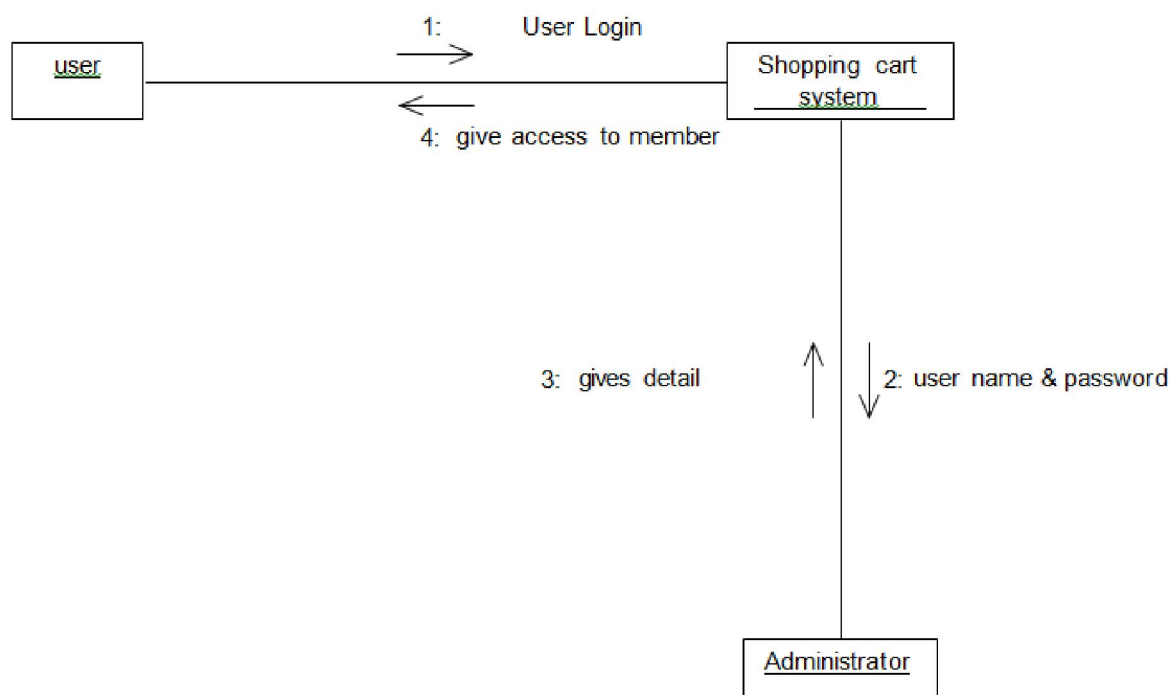 1: User Login
user
Shopping cart
system
4: give access to member
3: gives detail
2: user name & password
Administrator